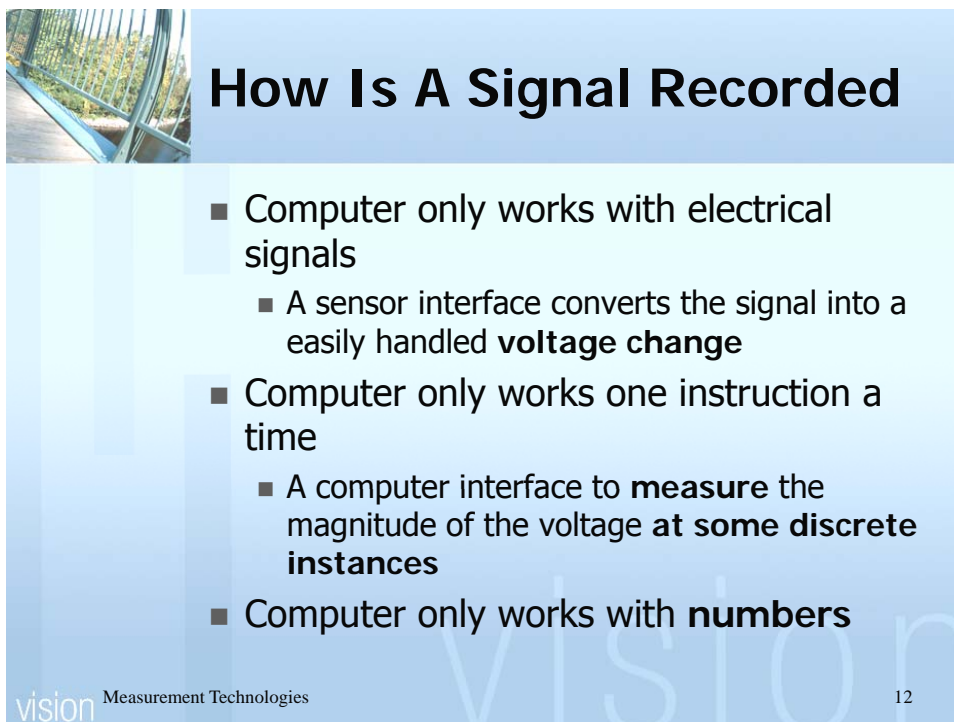 How Is A Signal Recorded
Computer only works with electrical
signals
A sensor interface converts the signal into a
easily handled voltage change
Computer only works one instruction a
time
A computer interface to measure the
magnitude of the voltage at some discrete
instances
Computer only works with numbers
vision
vision Measurement Technologies 12